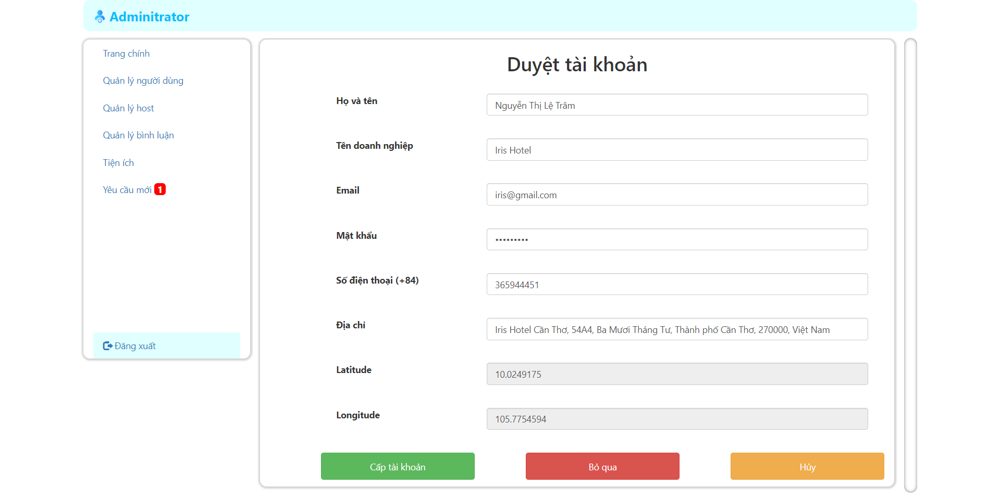 Adminitrator
Trang chính
Quản lý người dùng
Quản lý host
Quản lý bình luận
Tiện ích
Yêu cầu mới 1
Đăng xuất
Duyệt tài khoản
Họ và tên
Nguyễn Thị Lệ Trâm
Tên doanh nghiệp
Iris Hotel
Email
iris@gmail.com
Mật khẩu
•••••••••
Số điện thoại (+84)
365944451
Địa chỉ
Iris Hotel Cần Thơ, 54A4, Ba Mươi Tháng Tư, Thành phố Cần Thơ, 270000, Việt Nam
Latitude
10.0249175
Longitude
105.7754594
Cấp tài khoản
Bỏ qua
Hủy